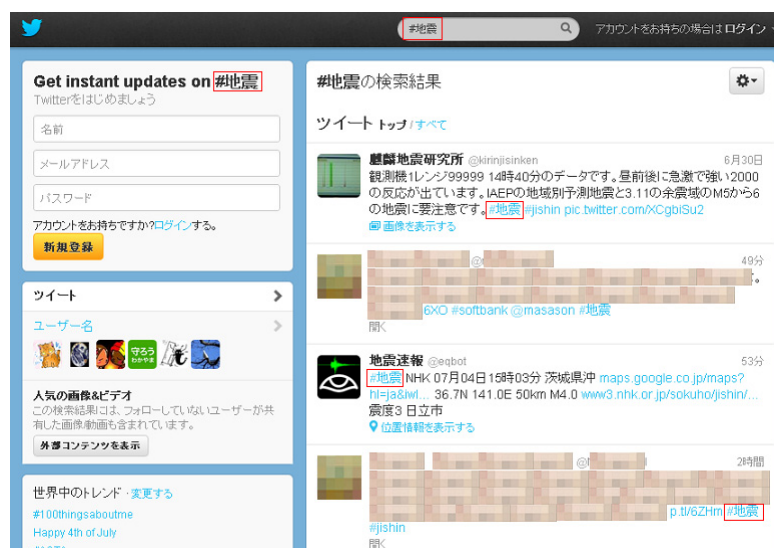 #地震
アカウントをお持ちの場合は ログイン
Get instant updates on #地震
Twitterをはじめましょう
名前
メールアドレス
パスワード
アカウントをお持ちですか?ログインする。
新規登録
ツイート
ユーザー名
守ろう
わかやま
人気の画像&ビデオ
この検索結果には、フォローしていないユーザーが共
有した画像/動画も含まれています。
外部コンテンツを表示
世界中のトレンド · 変更する
#100thingsaboutme
Happy 4th of July
#地震の検索結果
ツイート トップ / すべて
麒麟地震研究所 @kirinjisinken 6月30日
観測機1レンジ99999 14時40分のデータです。昼前後に急激で強い2000
の反応が出ています。IAEPの地域別予測地震と3.11の余震域のM5から6
の地震に要注意です。#地震 #jishin pic.twitter.com/XCgbiSu2
画像を表示する
49分
6XO #softbank @masason #地震
開く
地震速報 @eqbot 53分
#地震 NHK 07月04日15時03分 茨城県沖 maps.google.co.jp/maps?
hl=ja&iwl... 36.7N 141.0E 50km M4.0 www3.nhk.or.jp/sokuho/jishin/...
震度3 日立市
位置情報を表示する
2時間
p.tl/6ZHm #地震
#jishin
開く